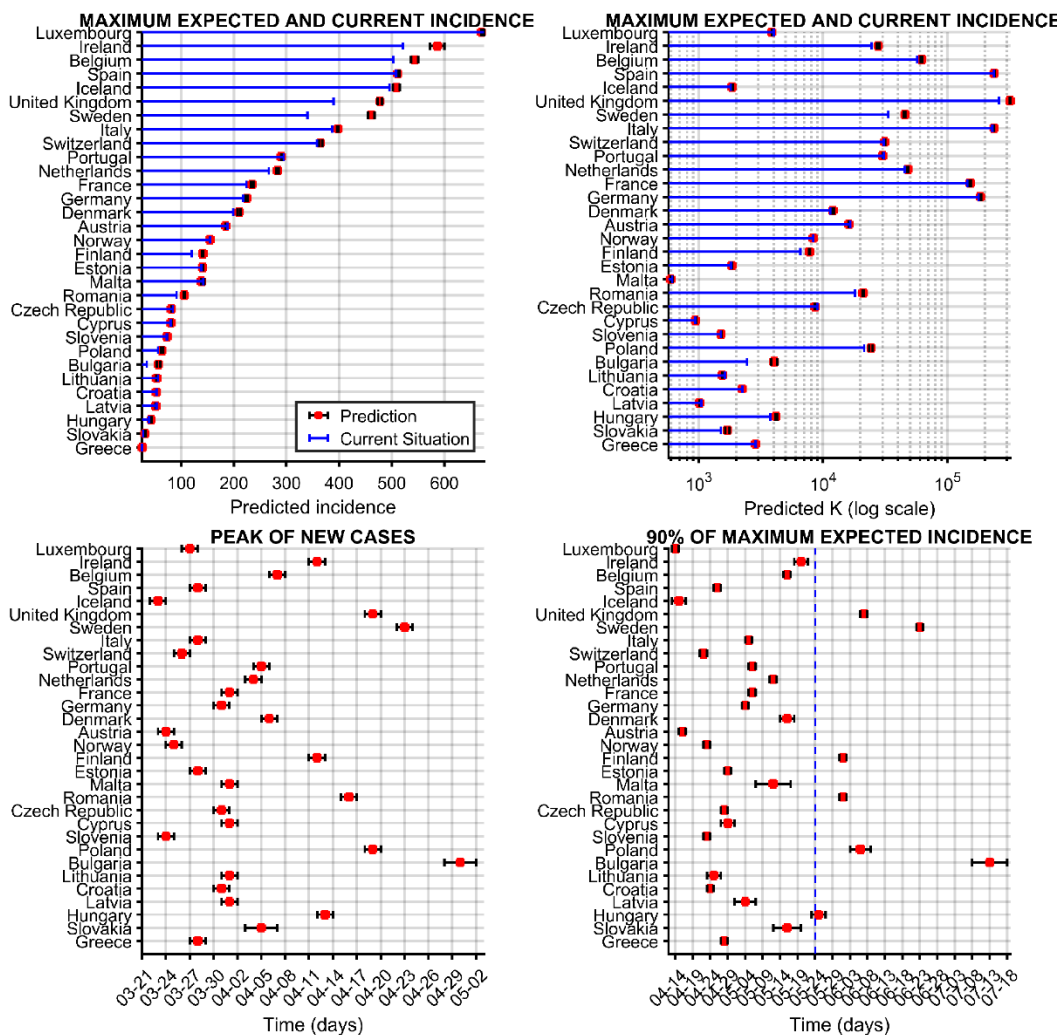 MAXIMUM EXPECTED AND CURRENT INCIDENCE
Luxembourg
Ireland
Belgium
Spain
Iceland
United Kingdom
Sweden
Italy
Switzerland
Portugal
Netherlands
France
Germany
Denmark
Austria
Norway
Finland
Estonia
Malta
Romania
Czech Republic
Cyprus
Slovenia
Poland
Bulgaria
Lithuania
Croatia
Latvia
Hungary
Slovakia
Greece
Prediction
Current Situation
100 200 300 400 500 600
Predicted incidence
MAXIMUM EXPECTED AND CURRENT INCIDENCE
Luxembourg
Ireland
Belgium
Spain
Iceland
United Kingdom
Sweden
Italy
Switzerland
Portugal
Netherlands
France
Germany
Denmark
Austria
Norway
Finland
Estonia
Malta
Romania
Czech Republic
Cyprus
Slovenia
Poland
Bulgaria
Lithuania
Croatia
Latvia
Hungary
Slovakia
Greece
10³ 10⁴ 10⁵
Predicted K (log scale)
PEAK OF NEW CASES
Luxembourg
Ireland
Belgium
Spain
Iceland
United Kingdom
Sweden
Italy
Switzerland
Portugal
Netherlands
France
Germany
Denmark
Austria
Norway
Finland
Estonia
Malta
Romania
Czech Republic
Cyprus
Slovenia
Poland
Bulgaria
Lithuania
Croatia
Latvia
Hungary
Slovakia
Greece
03-21 03-24 03-27 03-30 04-02 04-05 04-08 04-11 04-14 04-17 04-20 04-23 04-26 04-29 05-02
Time (days)
90% OF MAXIMUM EXPECTED INCIDENCE
Luxembourg
Ireland
Belgium
Spain
Iceland
United Kingdom
Sweden
Italy
Switzerland
Portugal
Netherlands
France
Germany
Denmark
Austria
Norway
Finland
Estonia
Malta
Romania
Czech Republic
Cyprus
Slovenia
Poland
Bulgaria
Lithuania
Croatia
Latvia
Hungary
Slovakia
Greece
04-14 04-19 04-24 04-29 05-04 05-09 05-14 05-19 05-24 05-29 06-03 06-08 06-13 06-18 06-23 06-28 07-03 07-08 07-13 07-18
Time (days)